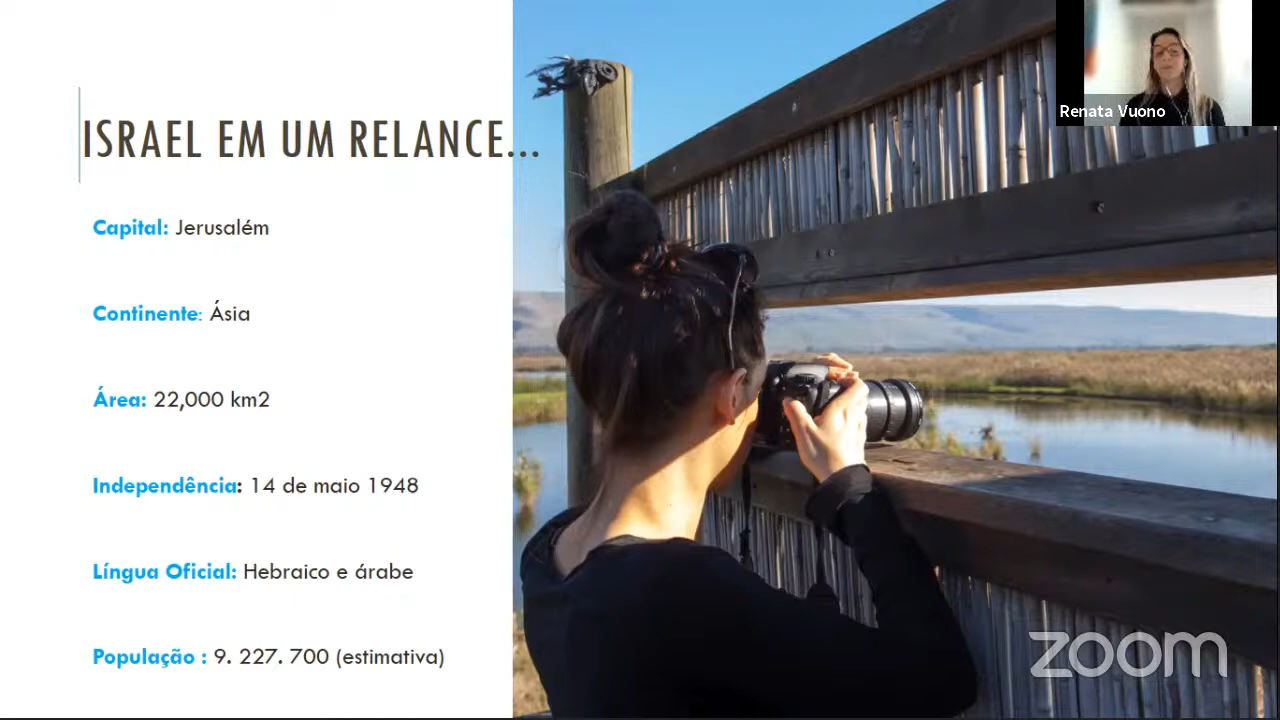 ISRAEL EM UM RELANCE...
Capital: Jerusalém
Continente: Ásia
Área: 22,000 km2
Independência: 14 de maio 1948
Língua Oficial: Hebraico e árabe
População : 9. 227. 700 (estimativa)
Renata Vuono
zoom